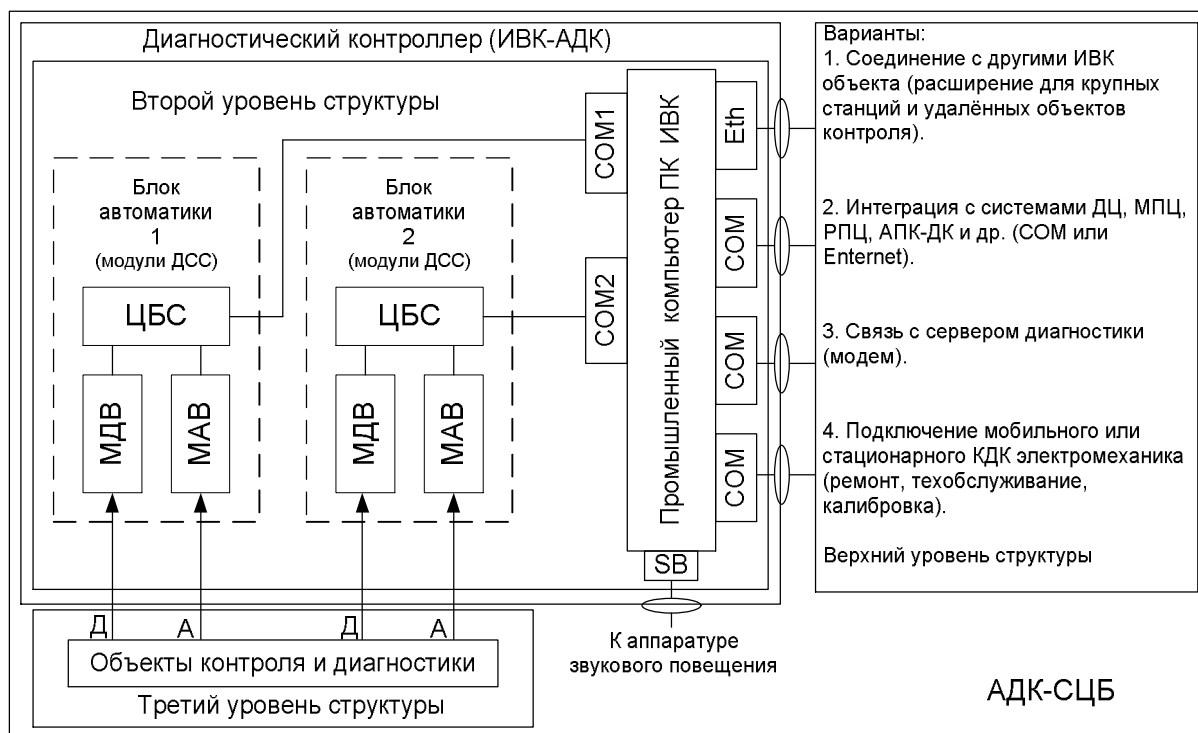 Диагностический контроллер (ИВК-АДК)
Второй уровень структуры
Блок
автоматики
1
(модули ДСС)
ЦБС
МДВ
МАВ
Блок
автоматики
2
(модули ДСС)
ЦБС
МДВ
МАВ
COM1
COM2
Промышленный компьютер ПК ИВК
Eth
COM
COM
COM
SB
К аппаратуре
звукового повещения
Д
А
Д
А
Объекты контроля и диагностики
Третий уровень структуры
Варианты:
1. Соединение с другими ИВК
объекта (расширение для крупных
станций и удалённых объектов
контроля).
2. Интеграция с системами ДЦ, МПЦ,
РПЦ, АПК-ДК и др. (COM или
Enternet).
3. Связь с сервером диагностики
(модем).
4. Подключение мобильного или
стационарного КДК электромеханика
(ремонт, техобслуживание,
калибровка).
Верхний уровень структуры
АДК-СЦБ